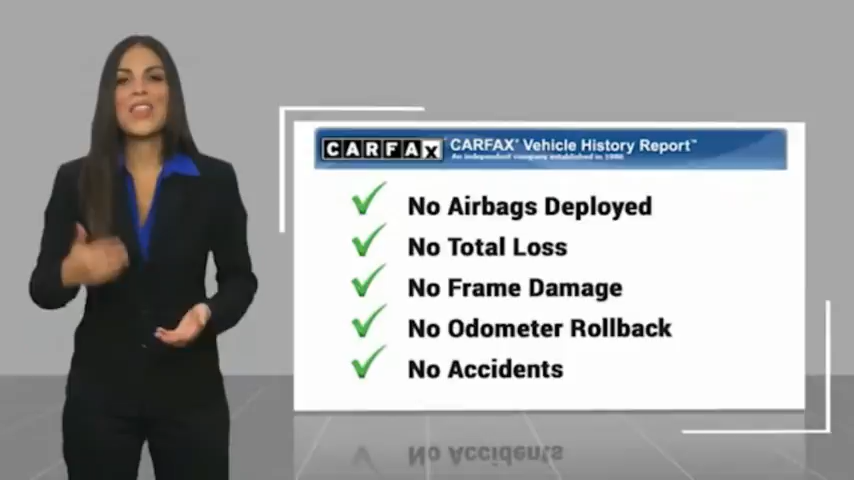 CARFAX CARFAX® Vehicle History Report™
An independent company established in 1986
No Airbags Deployed
No Total Loss
No Frame Damage
No Odometer Rollback
No Accidents
No Accidents